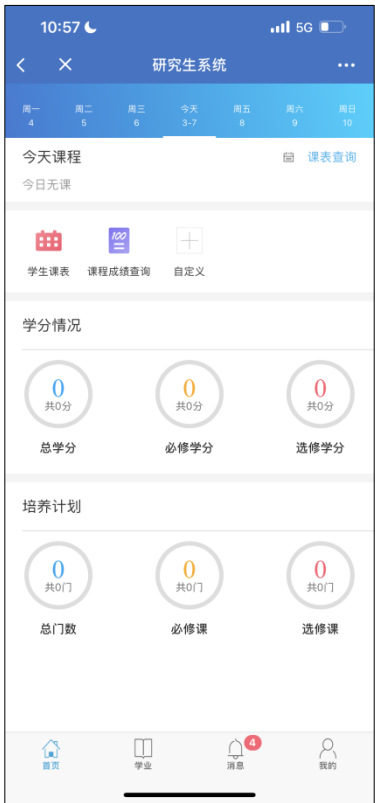 10:57 5G
研究生系统
周一 周二 周三 今天 周五 周六 周日
4 5 6 3-7 8 9 10
今天课程 课表查询
今日无课
100
学生课表 课程成绩查询 自定义
学分情况
0 0 0
共0分 共0分 共0分
总学分 必修学分 选修学分
培养计划
0 0 0
共0门 共0门 共0门
总门数 必修课 选修课
4
首页 学业 消息 我的